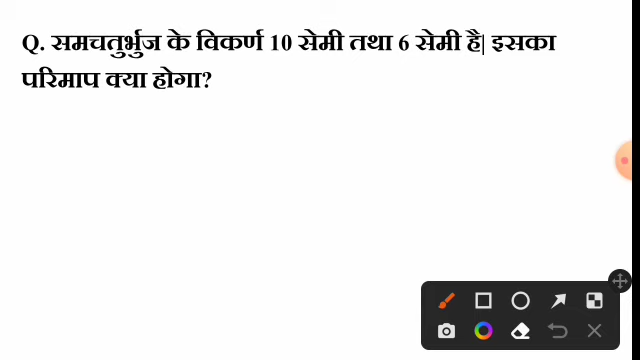 Q. समचतुर्भुज के विकर्ण 10 सेमी तथा 6 सेमी है| इसका
परिमाप क्या होगा?